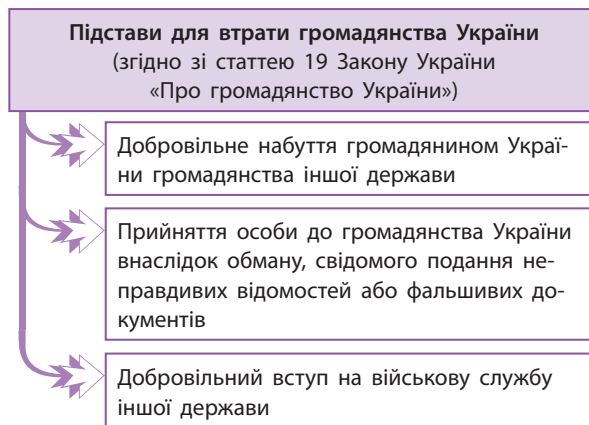 Підстави для втрати громадянства України
(згідно зі статтею 19 Закону України
«Про громадянство України»)
Добровільне набуття громадянином Украї-
ни громадянства іншої держави
Прийняття особи до громадянства України
внаслідок обману, свідомого подання не-
правдивих відомостей або фальшивих до-
кументів
Добровільний вступ на військову службу
іншої держави